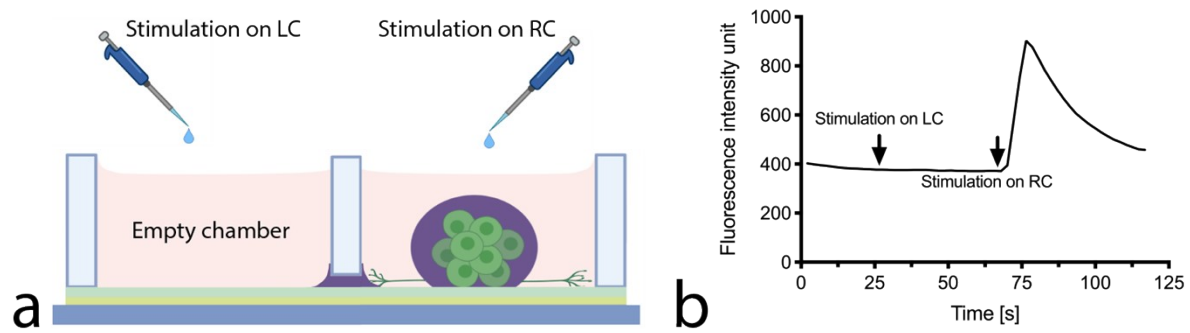 Stimulation on LC
Stimulation on RC
Empty chamber
a
Fluorescence intensity unit
1000
800
600
400
200
0
Stimulation on LC
Stimulation on RC
0
25
50
75
100
125
Time [s]
b